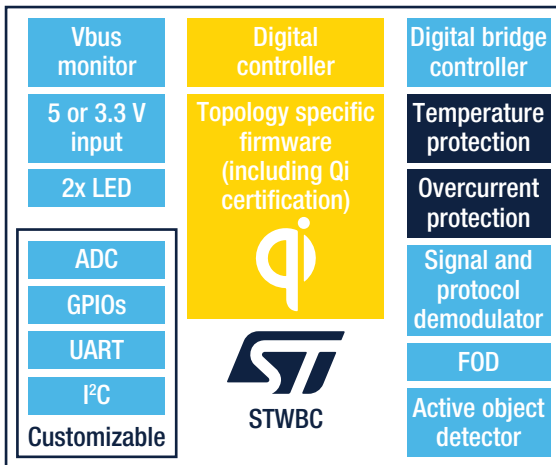 Vbus
monitor
5 or 3.3 V
input
2x LED
ADC
GPIOs
UART
I²C
Customizable
Digital
controller
Topology specific
firmware
(including Qi
certification)
qi
ST
STWBC
Digital bridge
controller
Temperature
protection
Overcurrent
protection
Signal and
protocol
demodulator
FOD
Active object
detector